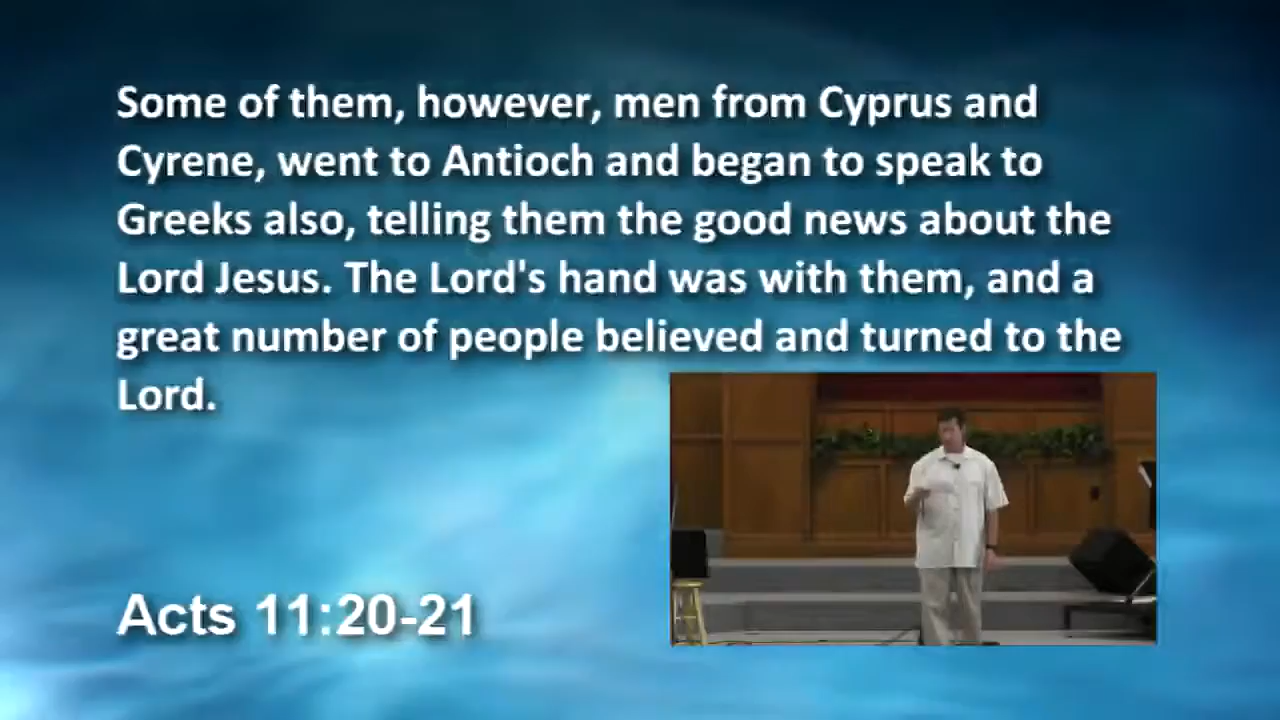 Some of them, however, men from Cyprus and
Cyrene, went to Antioch and began to speak to
Greeks also, telling them the good news about the
Lord Jesus. The Lord's hand was with them, and a
great number of people believed and turned to the
Lord.
Acts 11:20-21